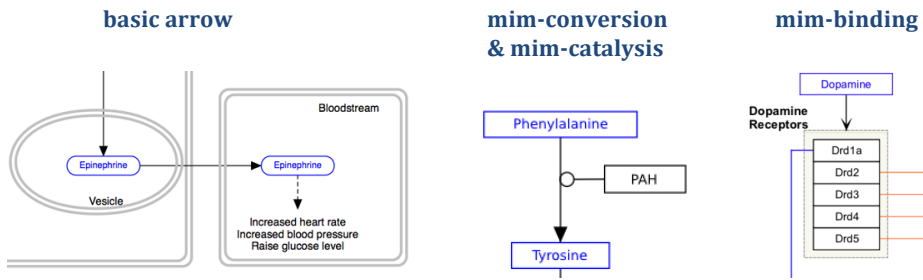 basic arrow
Bloodstream
Epinephrine
Epinephrine
Vesicle
Increased heart rate
Increased blood pressure
Raise glucose level
mim-conversion
& mim-catalysis
Phenylalanine
PAH
Tyrosine
mim-binding
Dopamine
Dopamine
Receptors
Drd1a
Drd2
Drd3
Drd4
Drd5